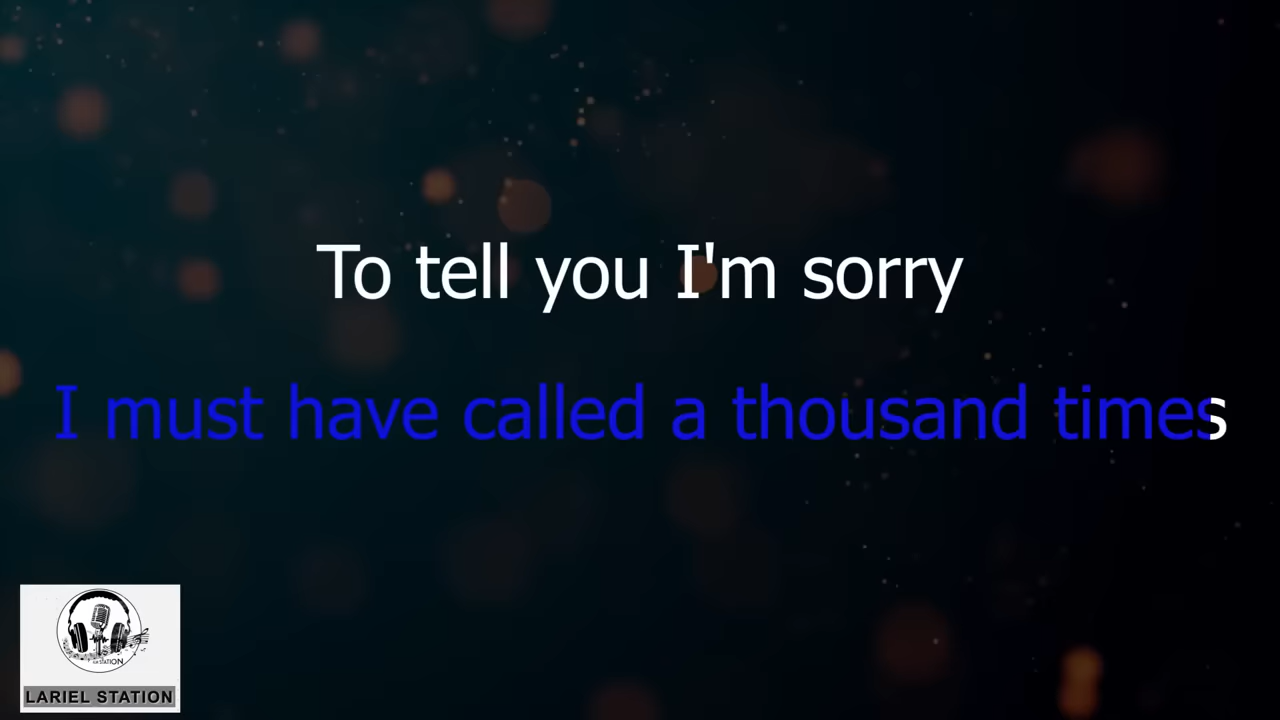 To tell you I'm sorry
I must have called a thousand times
LARIEL STATION